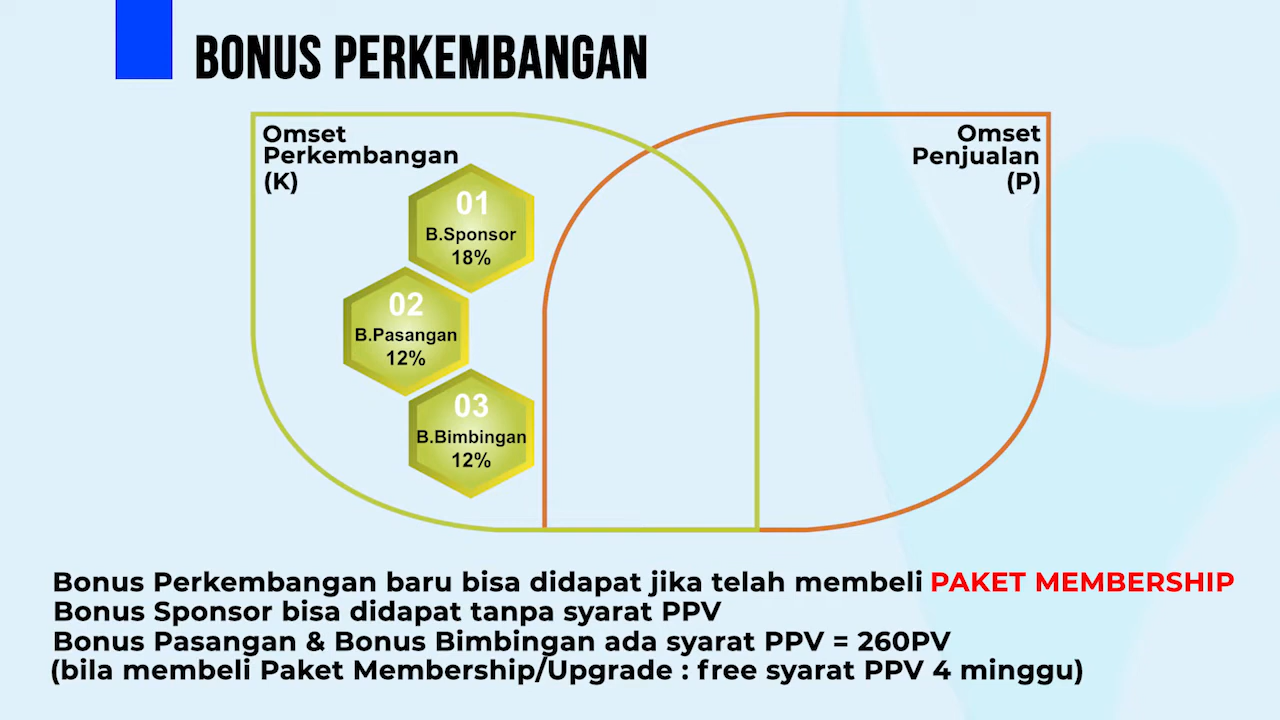 BONUS PERKEMBANGAN
Omset
Perkembangan
(K)
Omset
Penjualan
(P)
01
B.Sponsor
18%
02
B.Pasangan
12%
03
B.Bimbingan
12%
Bonus Perkembangan baru bisa didapat jika telah membeli PAKET MEMBERSHIP
Bonus Sponsor bisa didapat tanpa syarat PPV
Bonus Pasangan & Bonus Bimbingan ada syarat PPV = 260PV
(bila membeli Paket Membership/Upgrade : free syarat PPV 4 minggu)